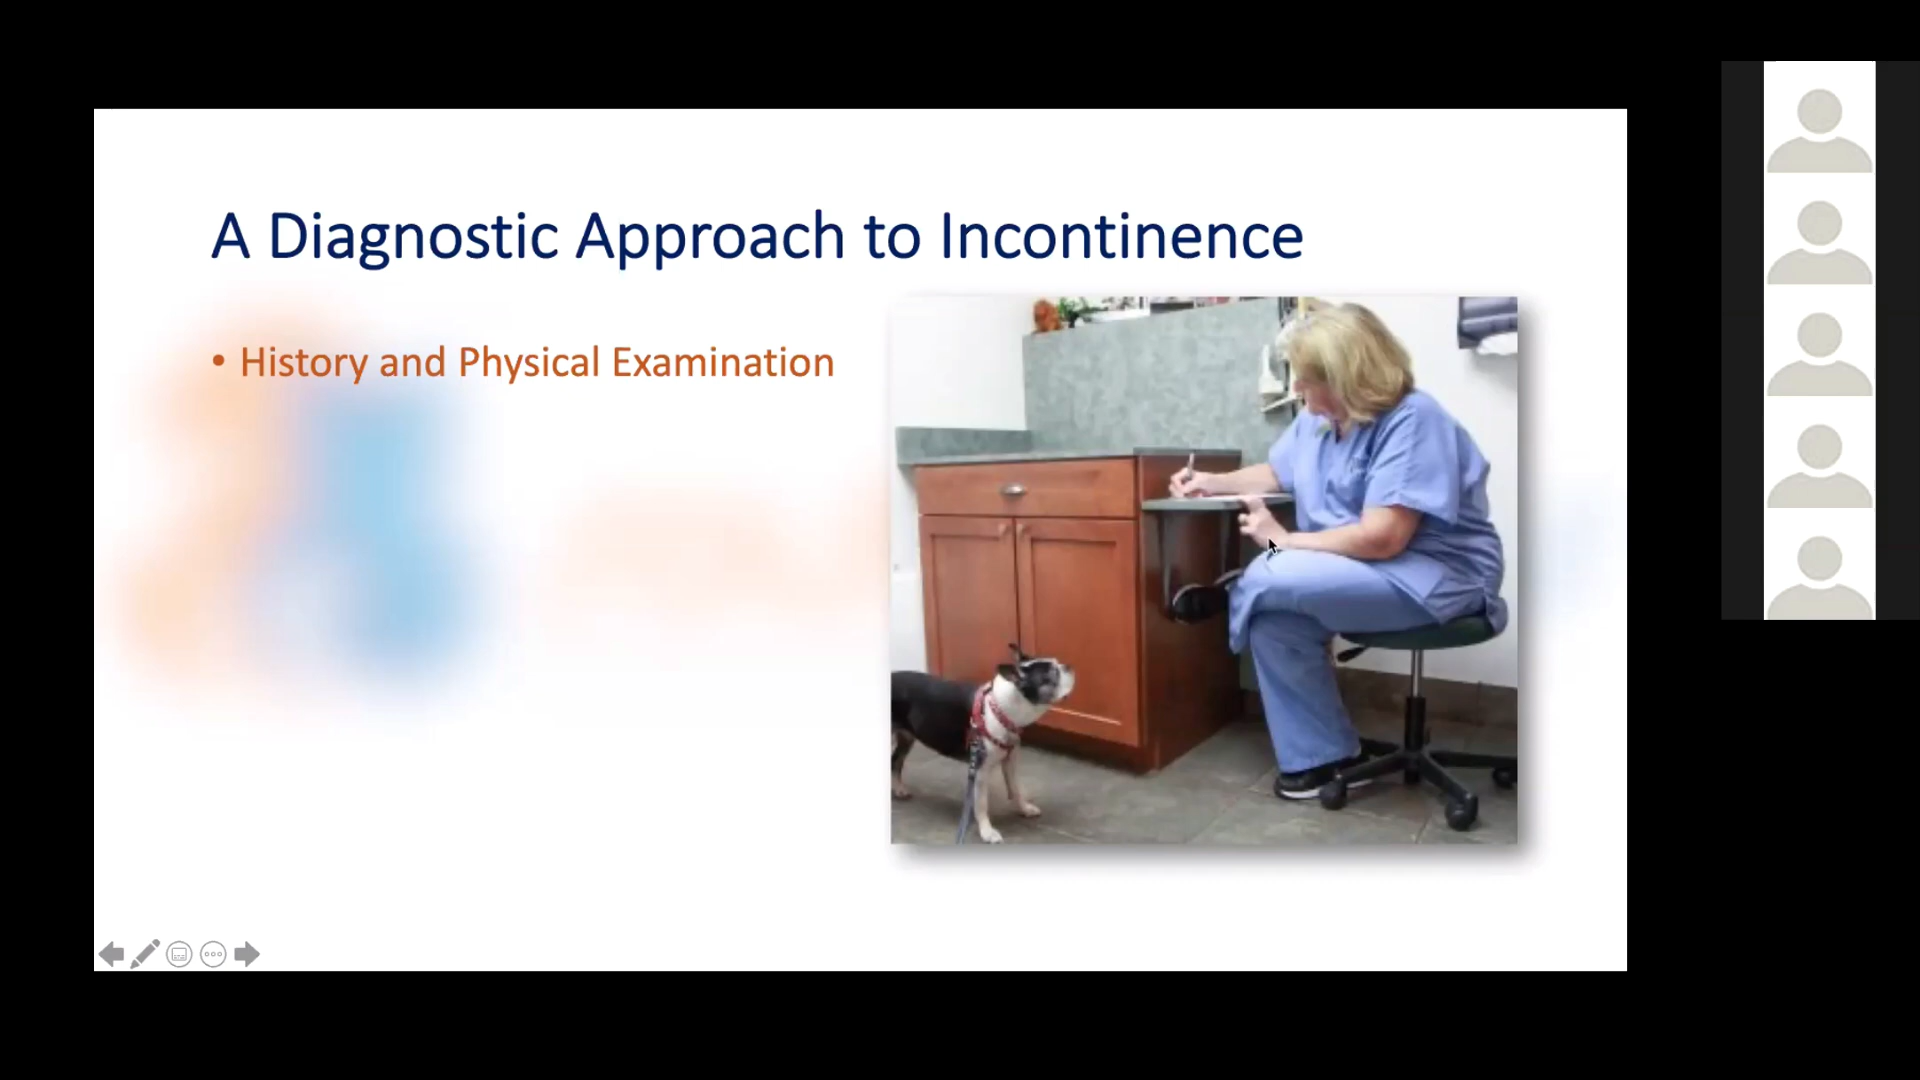 A Diagnostic Approach to Incontinence
• History and Physical Examination